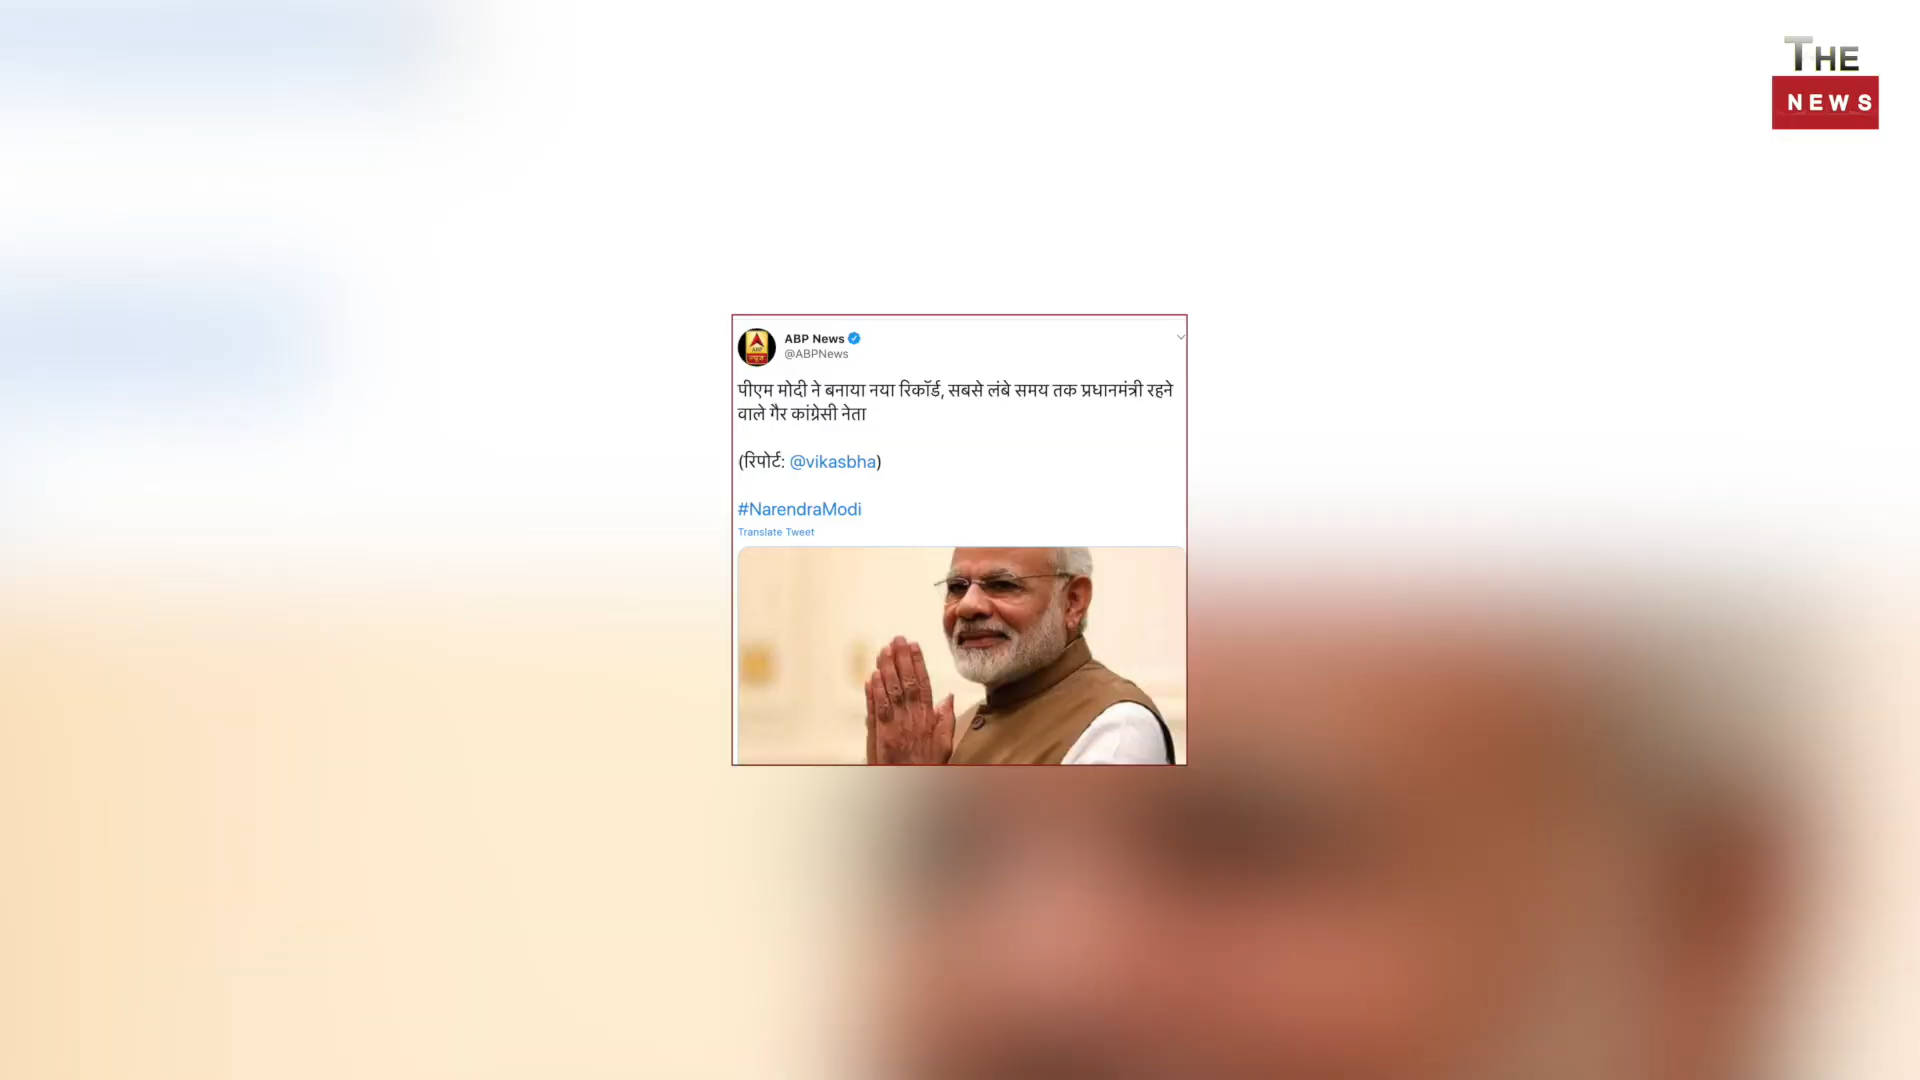 THE
NEWS
ABP News
@ABPNews
पीएम मोदी ने बनाया नया रिकॉर्ड, सबसे लंबे समय तक प्रधानमंत्री रहने
वाले गैर कांग्रेसी नेता
(रिपोर्ट: @vikasbha)
#NarendraModi
Translate Tweet